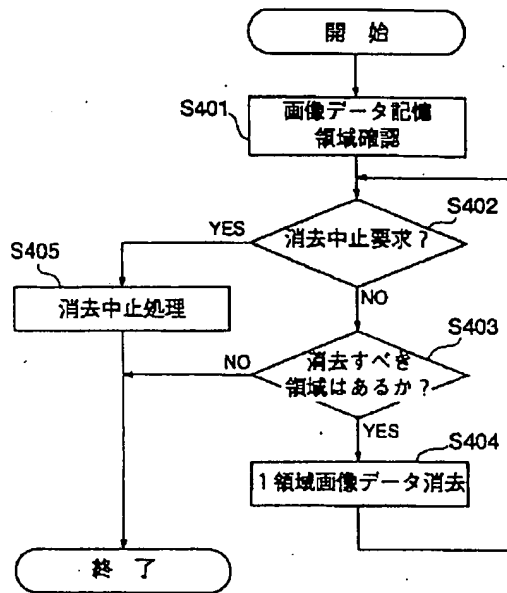 開 始
S401
画像データ記憶
領域確認
S402
消去中止要求？
YES
NO
S405
消去中止処理
S403
消去すべき
領域はあるか？
NO
YES
S404
1領域画像データ消去
終 了